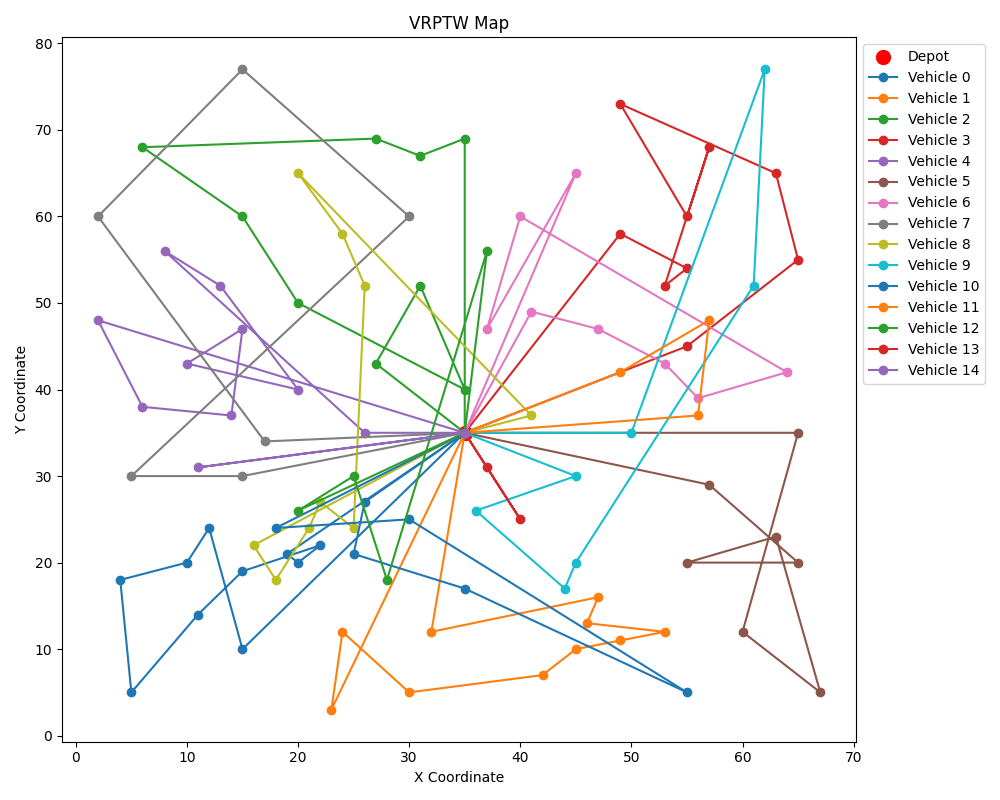 VRPTW Map
80
70
60
50
40
30
20
10
0
Y Coordinate
0 10 20 30 40 50 60 70
X Coordinate
Depot
Vehicle 0
Vehicle 1
Vehicle 2
Vehicle 3
Vehicle 4
Vehicle 5
Vehicle 6
Vehicle 7
Vehicle 8
Vehicle 9
Vehicle 10
Vehicle 11
Vehicle 12
Vehicle 13
Vehicle 14